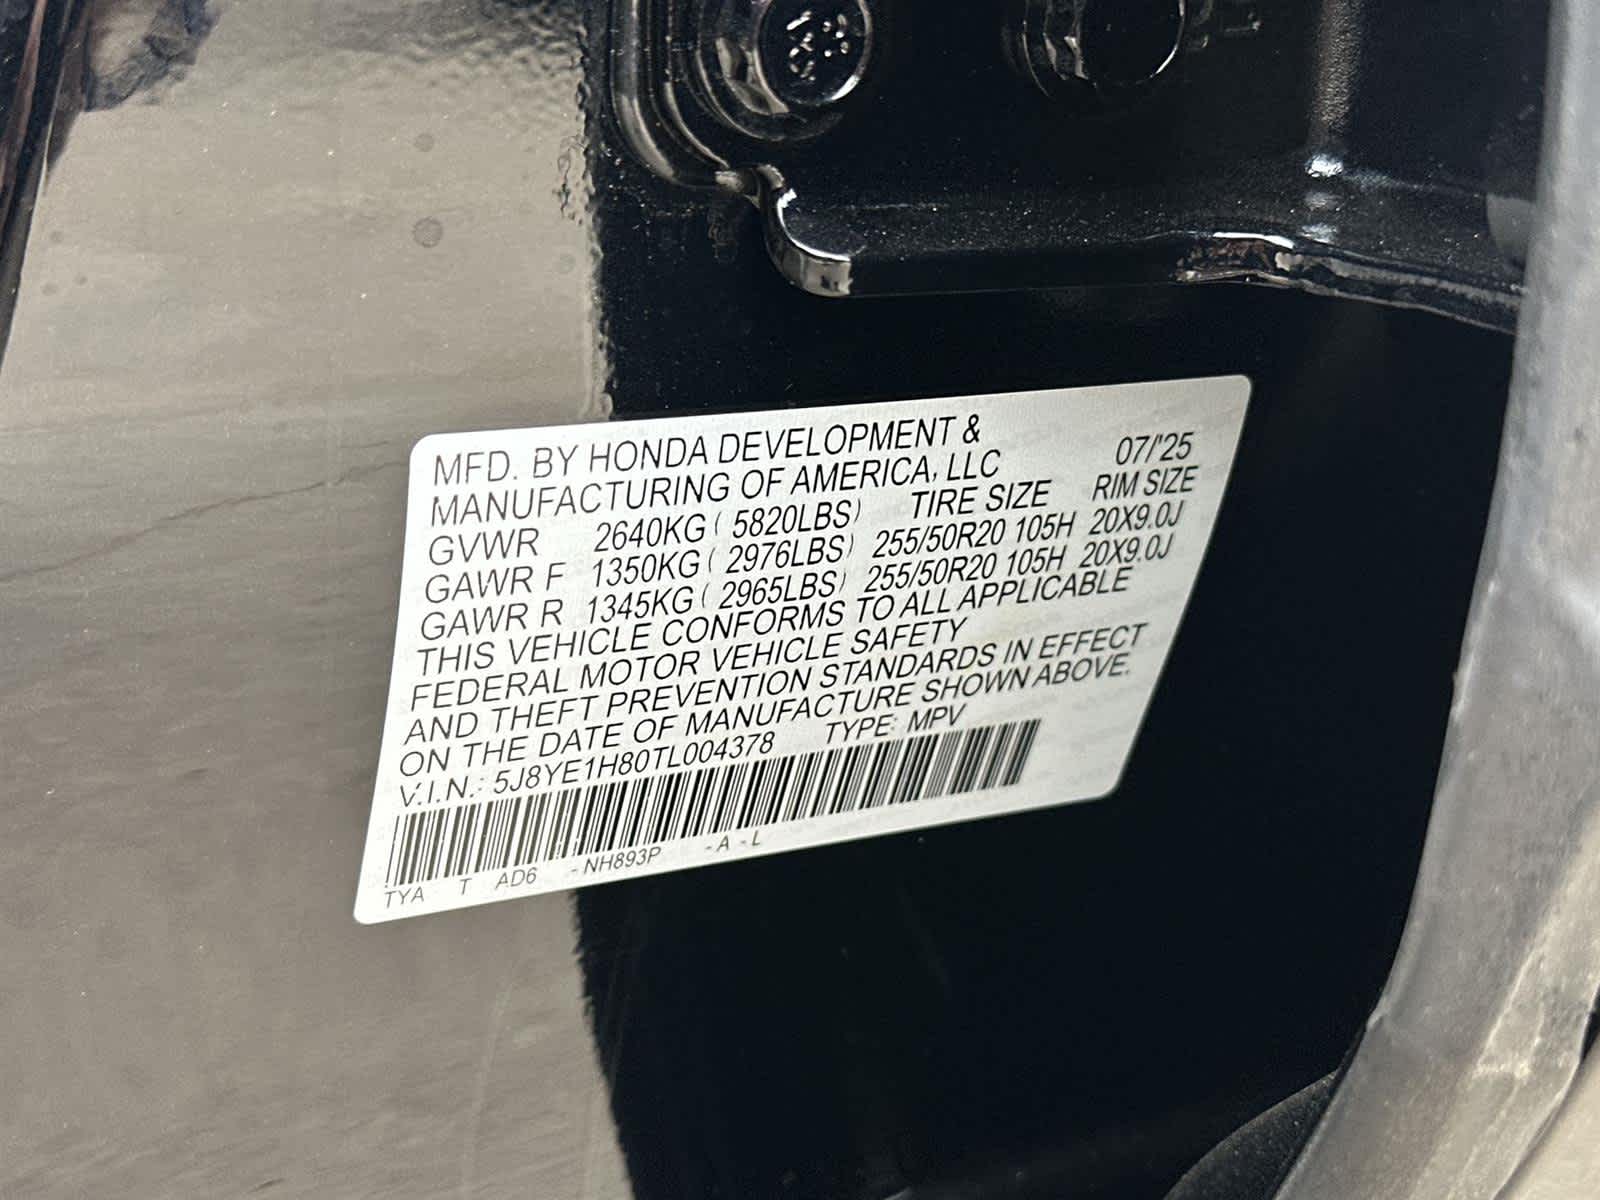 MFD. BY HONDA DEVELOPMENT &
MANUFACTURING OF AMERICA, LLC 07/'25
GVWR 2640KG ( 5820LBS) TIRE SIZE RIM SIZE
GAWR F 1350KG ( 2976LBS) 255/50R20 105H 20X9.0J
GAWR R 1345KG ( 2965LBS) 255/50R20 105H 20X9.0J
THIS VEHICLE CONFORMS TO ALL APPLICABLE
FEDERAL MOTOR VEHICLE SAFETY
AND THEFT PREVENTION STANDARDS IN EFFECT
ON THE DATE OF MANUFACTURE SHOWN ABOVE.
V.I.N.: 5J8YE1H80TL004378 TYPE: MPV
TYA T AD6 -NH893P -A -L